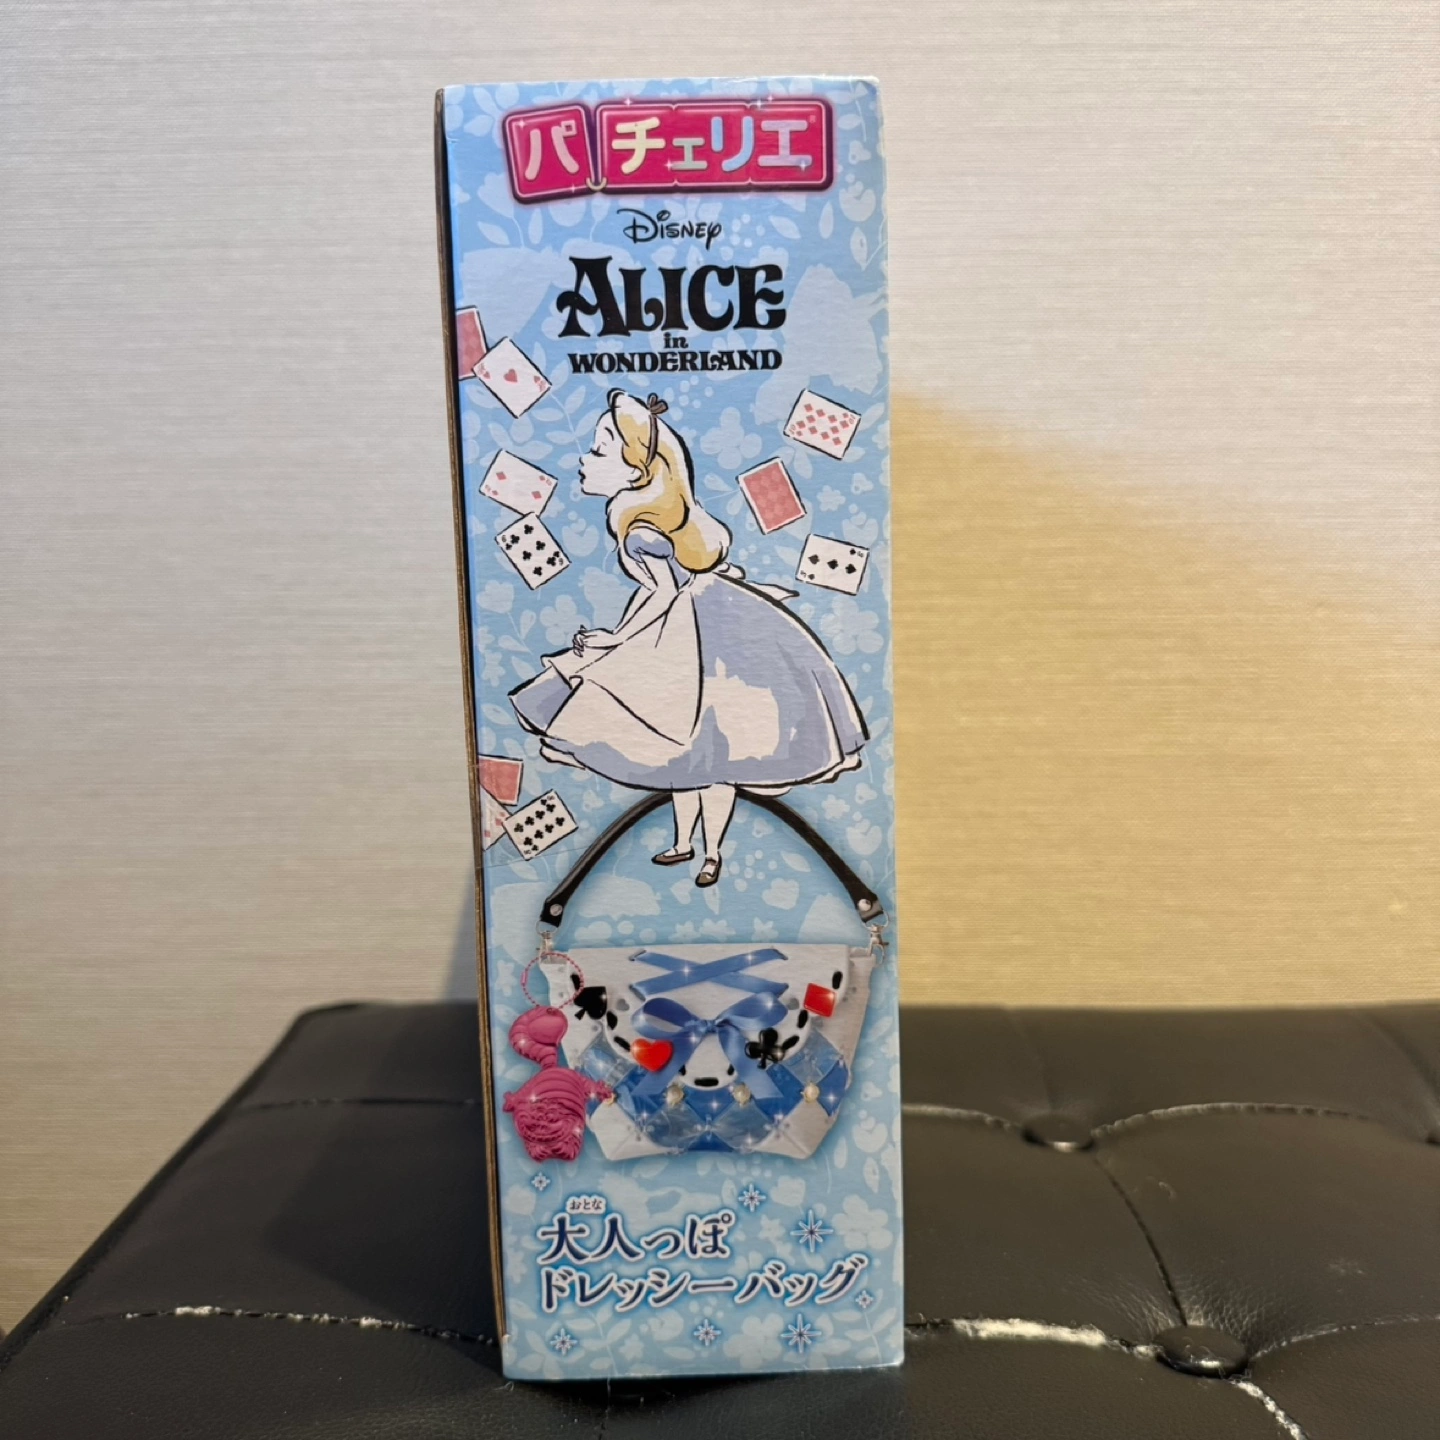 パチェリエ
Disney
ALICE
in
WONDERLAND
おとな
大人っぽ
ドレッシーバッグ